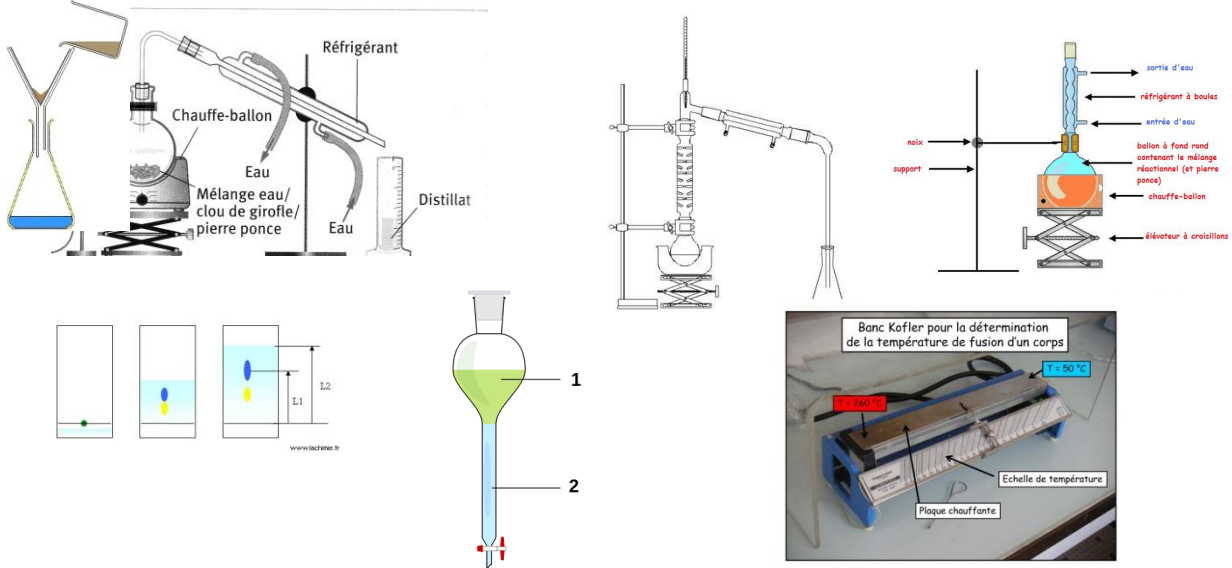 Réfrigérant
Chauffe-ballon
Eau
Mélange eau/
clou de girofle/
pierre ponce
Eau
Distillat
sortie d'eau
réfrigérant à boules
entrée d'eau
noix
support
ballon à fond rond
contenant le mélange
réactionnel (et pierre
ponce)
chauffe-ballon
élévateur à croisillons
L1
L2
www.lachimie.fr
1
2
Banc Kofler pour la détermination
de la température de fusion d'un corps
T = 50 °C
T = 260 °C
Echelle de température
Plaque chauffante